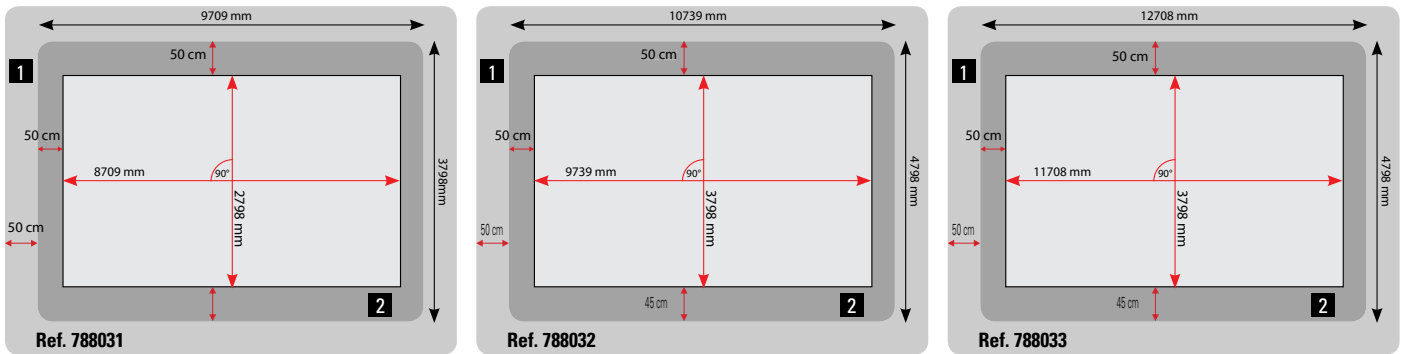 9709 mm
50 cm
1
50 cm
8709 mm
90°
2798 mm
3798mm
50 cm
2
Ref. 788031
10739 mm
50 cm
1
50 cm
9739 mm
90°
3798 mm
4798 mm
50 cm
45 cm
2
Ref. 788032
12708 mm
50 cm
1
50 cm
11708 mm
90°
3798 mm
4798 mm
50 cm
45 cm
2
Ref. 788033